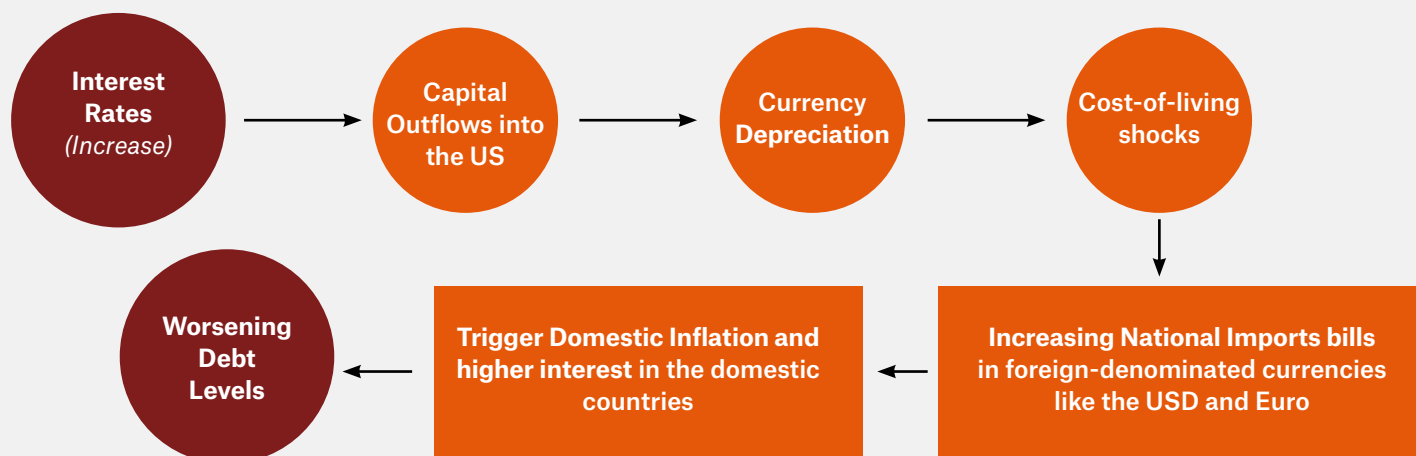 Interest
Rates
(Increase)
Capital
Outflows into
the US
Currency
Depreciation
Cost-of-living
shocks
Increasing National Imports bills
in foreign-denominated currencies
like the USD and Euro
Trigger Domestic Inflation and
higher interest in the domestic
countries
Worsening
Debt
Levels